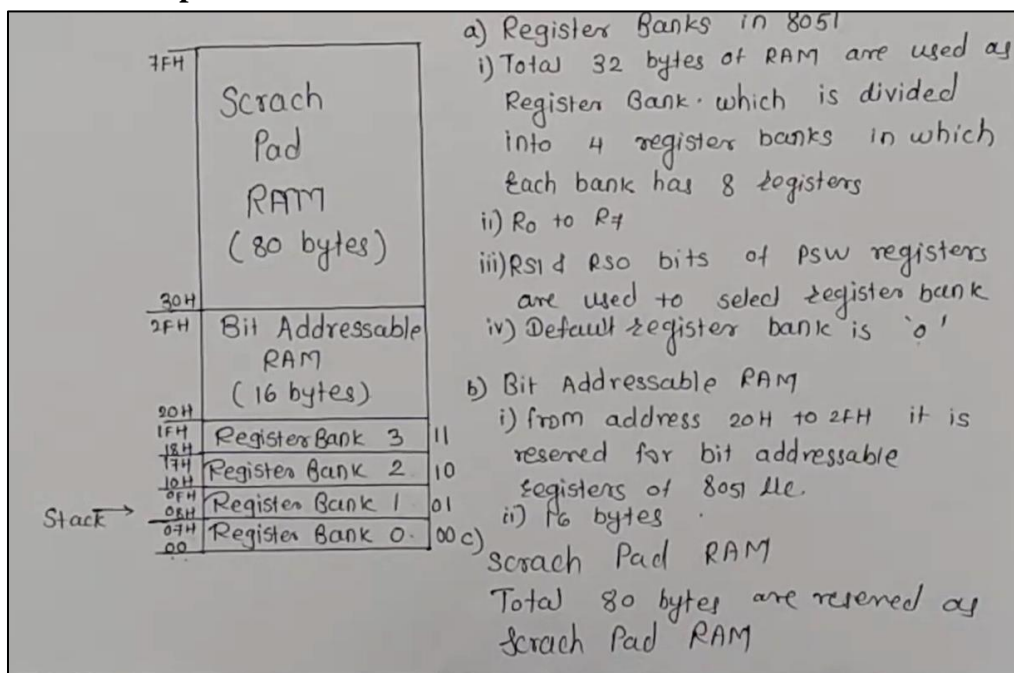 7FH
Scrach
Pad
RAM
(80 bytes)
30H
2FH
Bit Addressable
RAM
(16 bytes)
20H
1FH
18H
Register Bank 3 11
17H
10H
Register Bank 2 10
0FH
08H
Register Bank 1 01
Stack
07H
00
Register Bank 0. 00
a) Register Banks in 8051
i) Total 32 bytes of RAM are used as
Register Bank. which is divided
into 4 register banks in which
Each bank has 8 registers
ii) R0 to R7
iii) RS1 & RS0 bits of PSW registers
are used to select register bank
iv) Default register bank is '0'
b) Bit Addressable RAM
i) from address 20H to 2FH it is
reserved for bit addressable
registers of 8051 μc.
ii) 16 bytes .
c)
Scrach Pad RAM
Total 80 bytes are reserved as
Scrach Pad RAM